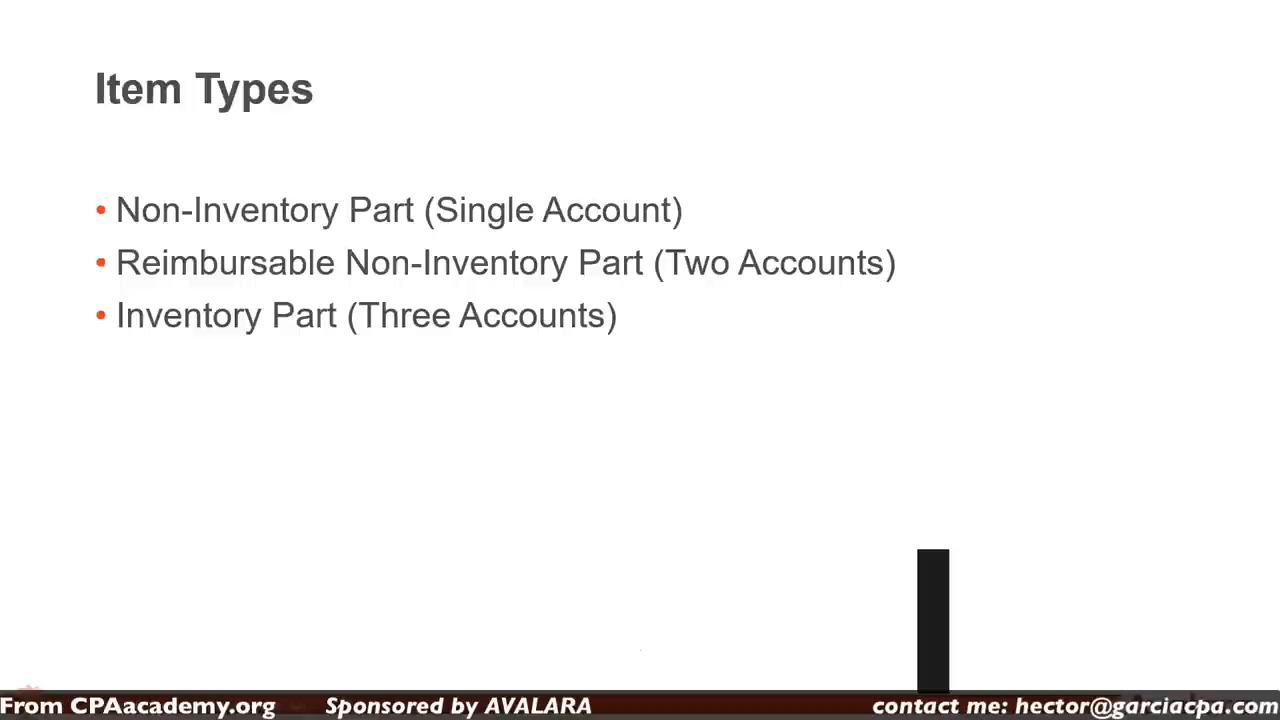 Item Types
• Non-Inventory Part (Single Account)
• Reimbursable Non-Inventory Part (Two Accounts)
• Inventory Part (Three Accounts)
From CPAacademy.org Sponsored by AVALARA contact me: hector@garciacpa.com